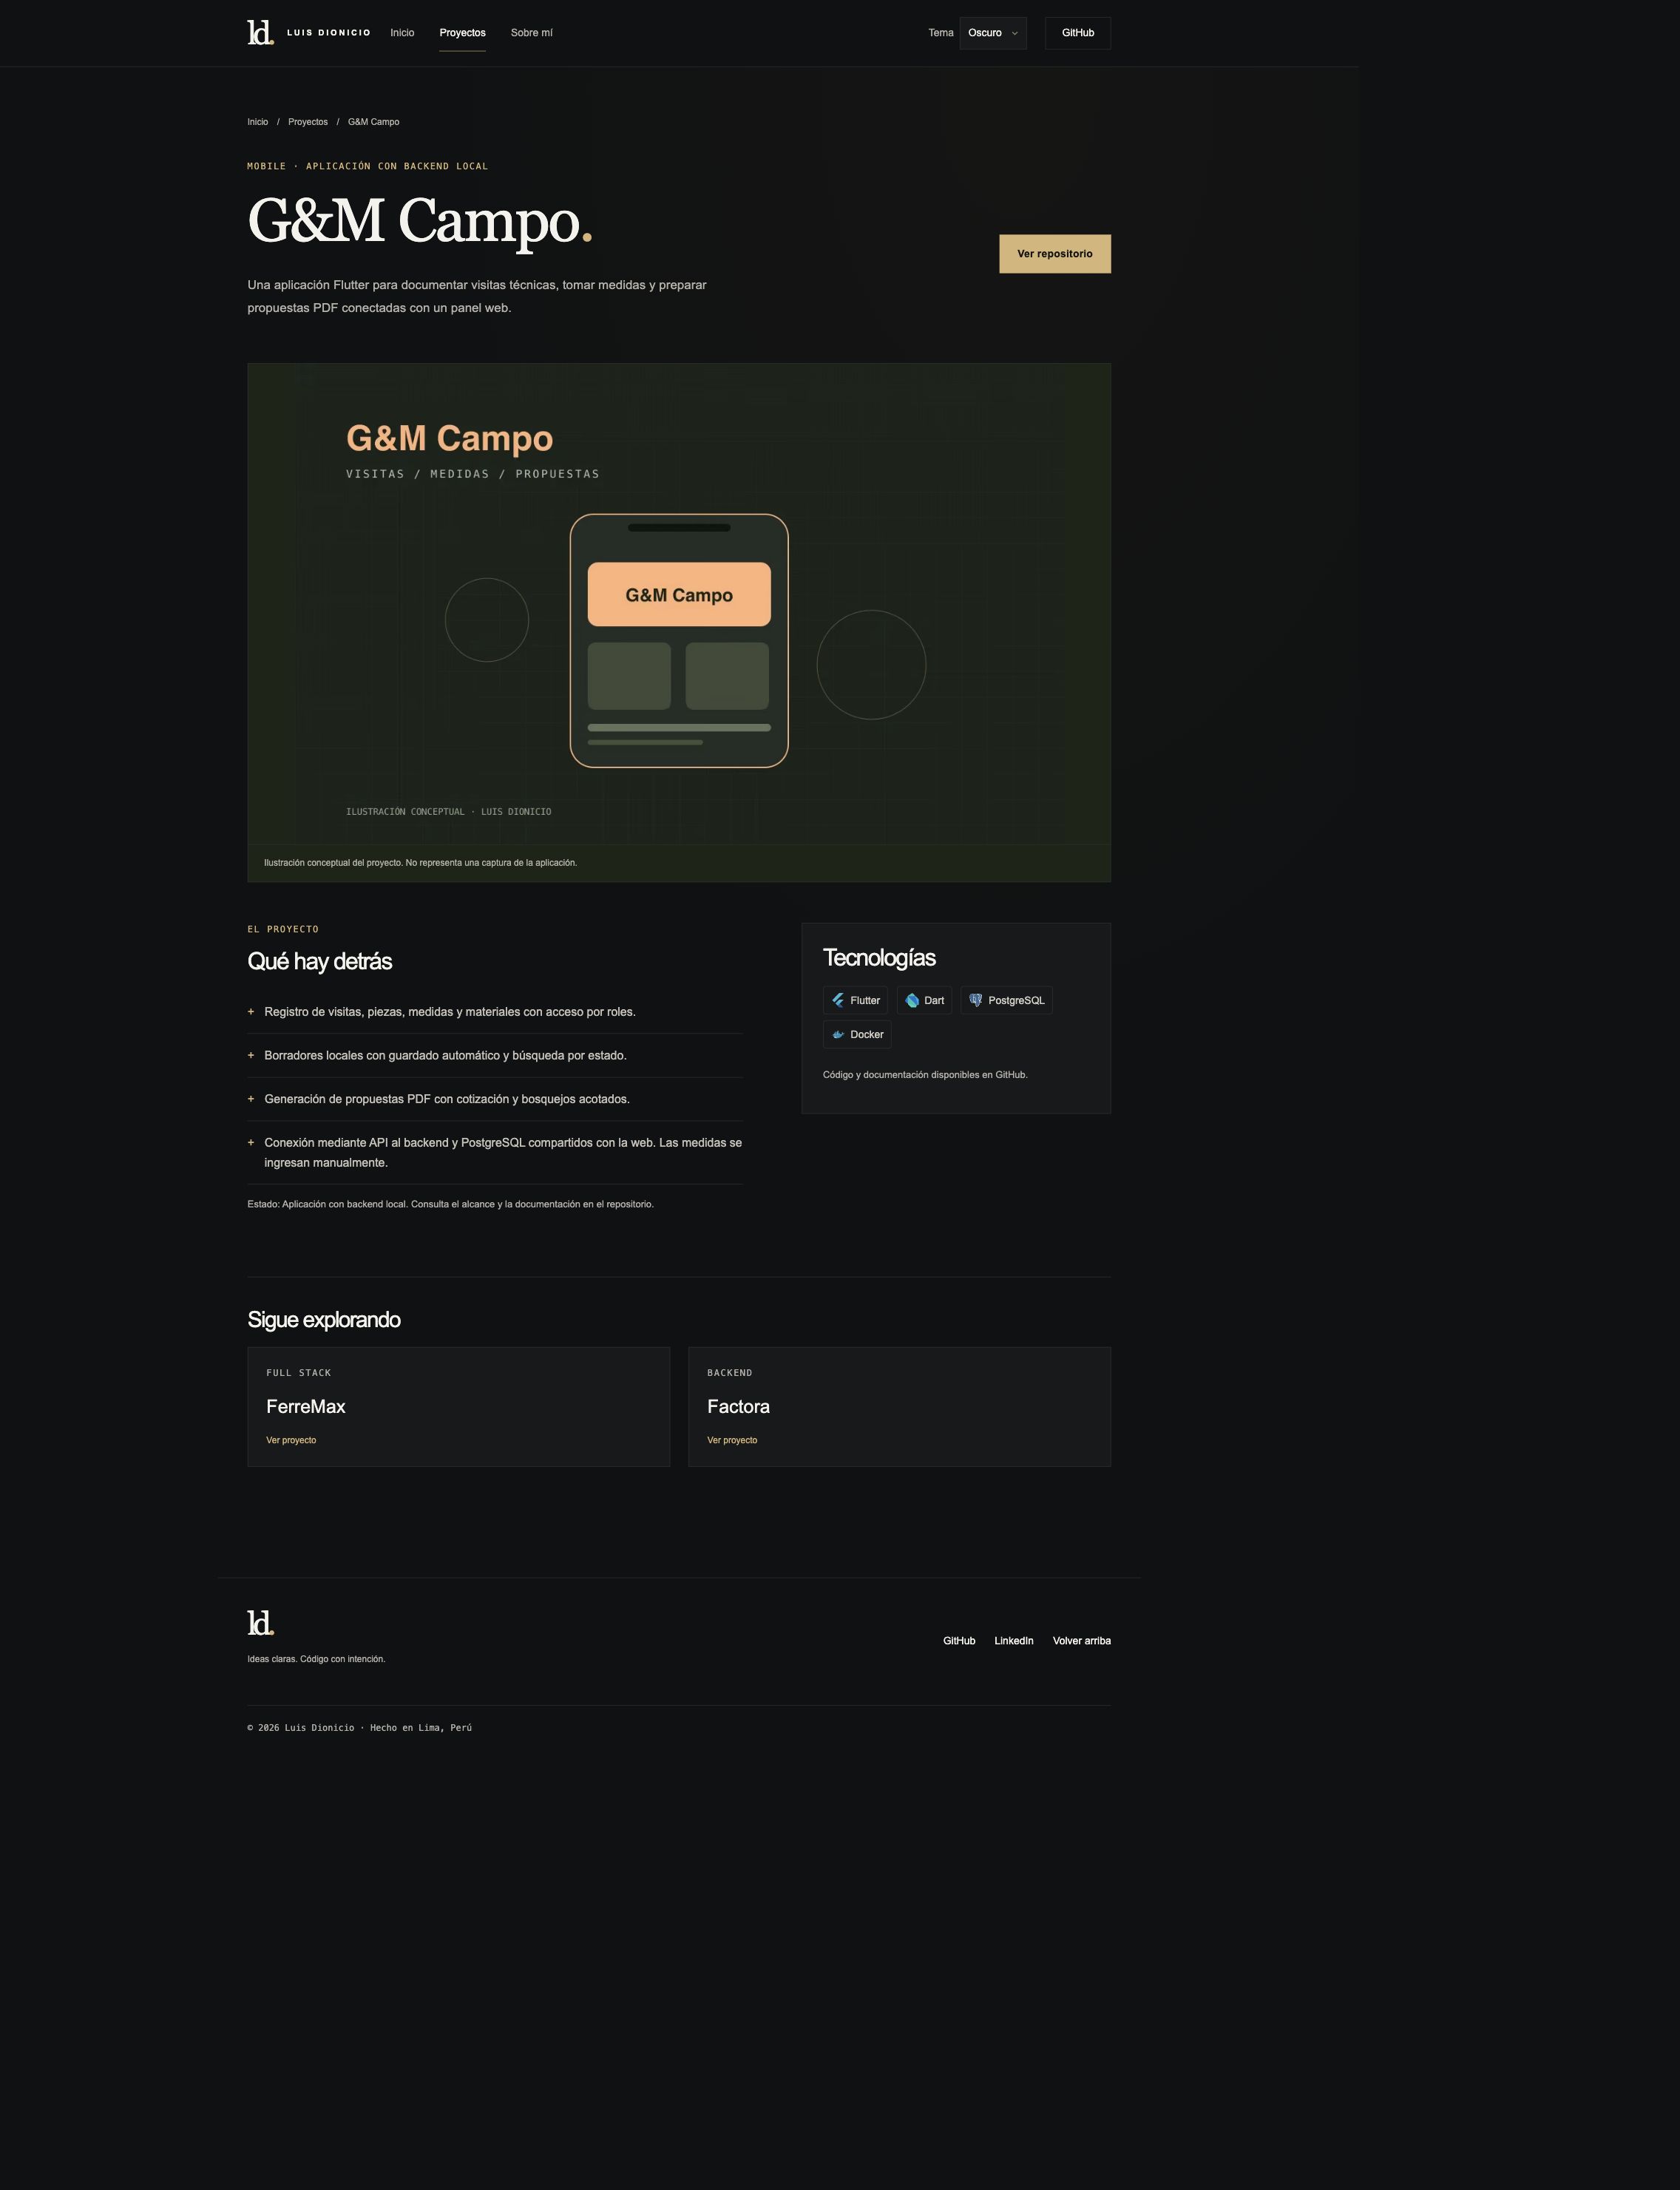 ld. LUIS DIONICIO Inicio Proyectos Sobre mí Tema Oscuro GitHub
Inicio / Proyectos / G&M Campo
MOBILE · APLICACIÓN CON BACKEND LOCAL
G&M Campo.
Ver repositorio
Una aplicación Flutter para documentar visitas técnicas, tomar medidas y preparar
propuestas PDF conectadas con un panel web.
G&M Campo
VISITAS / MEDIDAS / PROPUESTAS
G&M Campo
ILUSTRACIÓN CONCEPTUAL · LUIS DIONICIO
Ilustración conceptual del proyecto. No representa una captura de la aplicación.
EL PROYECTO
Qué hay detrás
+ Registro de visitas, piezas, medidas y materiales con acceso por roles.
+ Borradores locales con guardado automático y búsqueda por estado.
+ Generación de propuestas PDF con cotización y bosquejos acotados.
+ Conexión mediante API al backend y PostgreSQL compartidos con la web. Las medidas se
ingresan manualmente.
Estado: Aplicación con backend local. Consulta el alcance y la documentación en el repositorio.
Tecnologías
Flutter Dart PostgreSQL
Docker
Código y documentación disponibles en GitHub.
Sigue explorando
FULL STACK
FerreMax
Ver proyecto
BACKEND
Factora
Ver proyecto
ld.
Ideas claras. Código con intención.
GitHub LinkedIn Volver arriba
© 2026 Luis Dionicio · Hecho en Lima, Perú